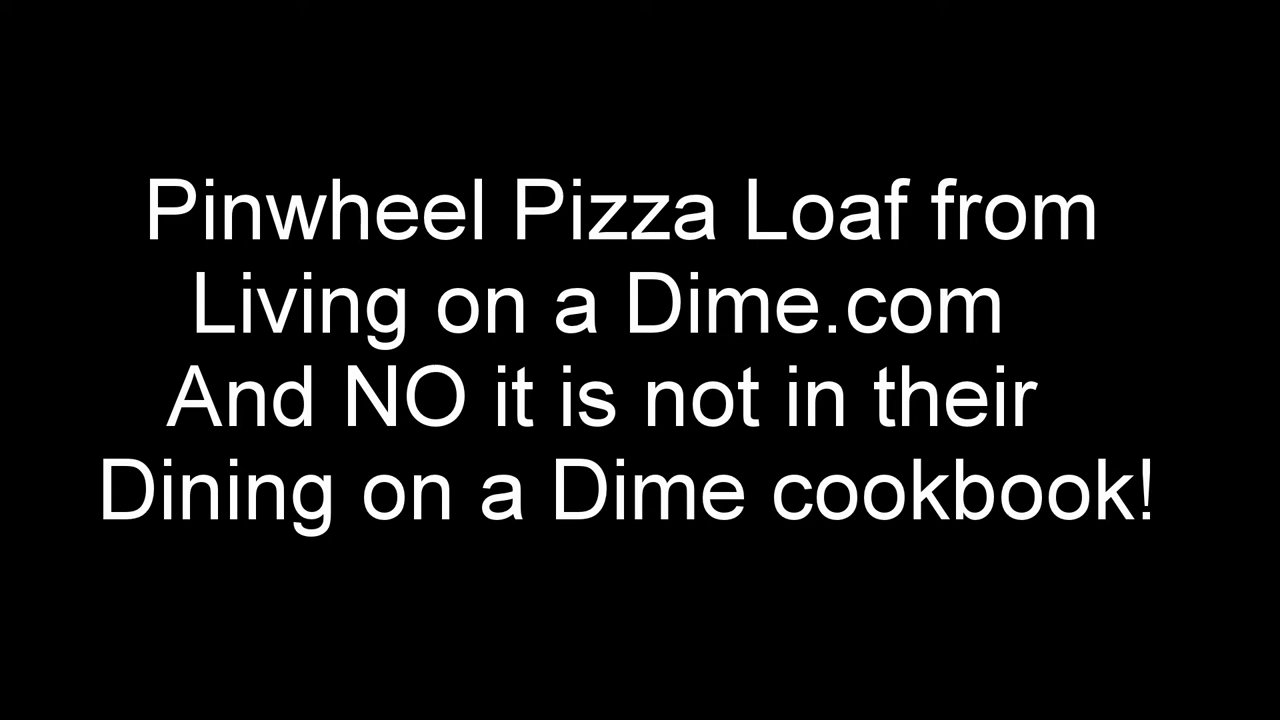 Pinwheel Pizza Loaf from
Living on a Dime.com
And NO it is not in their
Dining on a Dime cookbook!